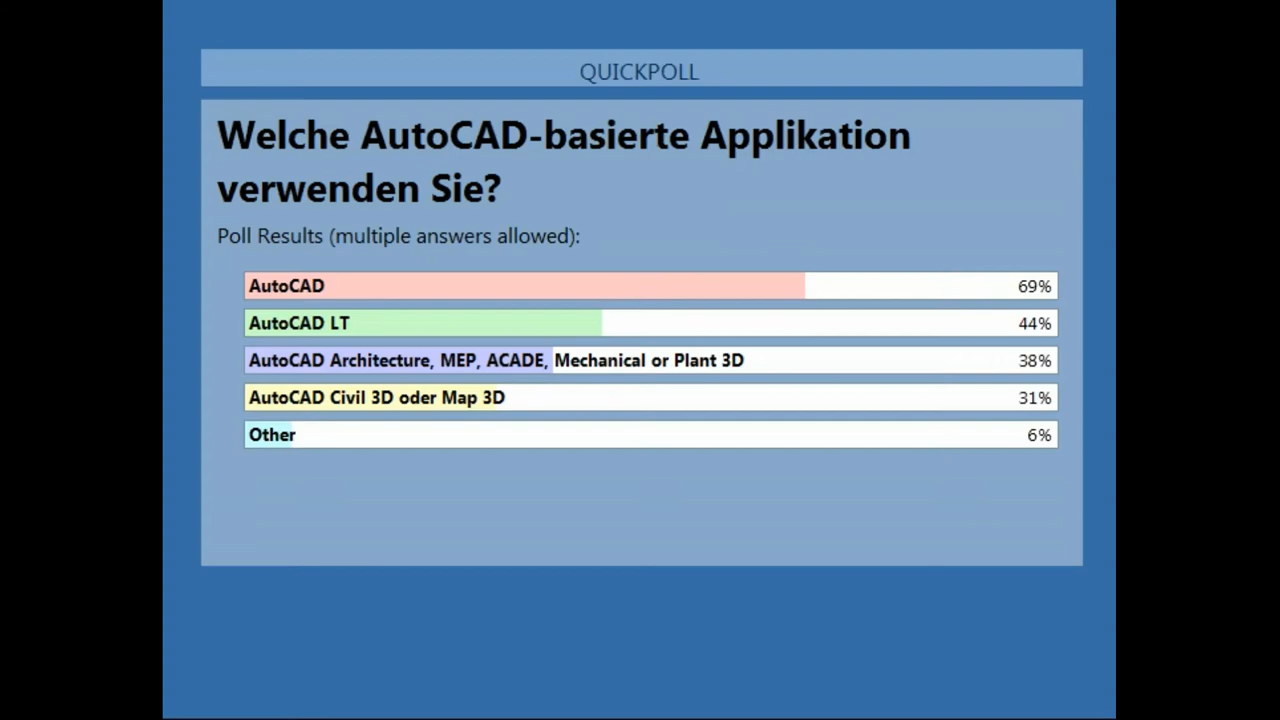 QUICKPOLL
Welche AutoCAD-basierte Applikation
verwenden Sie?
Poll Results (multiple answers allowed):
AutoCAD 69%
AutoCAD LT 44%
AutoCAD Architecture, MEP, ACADE, Mechanical or Plant 3D 38%
AutoCAD Civil 3D oder Map 3D 31%
Other 6%